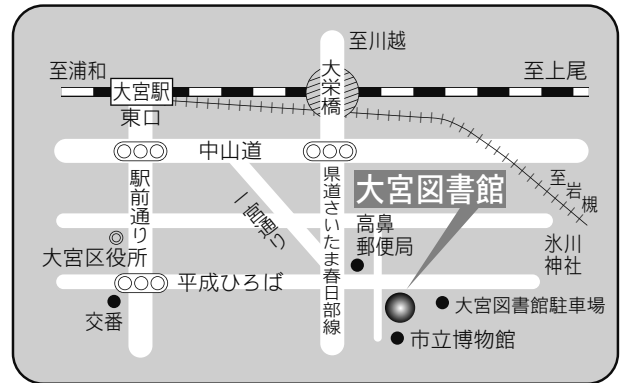 至川越
至浦和
至上尾
大宮駅
大栄橋
東口
中山道
駅前通り
一宮通り
県道さいたま春日部線
大宮図書館
至岩槻
高鼻
郵便局
氷川
神社
大宮区役所
平成ひろば
交番
大宮図書館駐車場
市立博物館